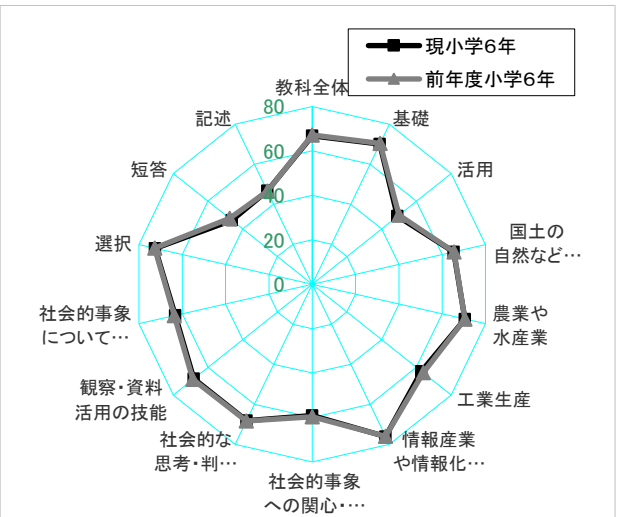 現小学6年
前年度小学6年
教科全体
基礎
活用
国土の
自然など…
農業や
水産業
工業生産
情報産業
や情報化…
社会的事象
への関心・…
社会的な
思考・判…
観察・資料
活用の技能
社会的事象
について…
選択
短答
記述
80
60
40
20
0